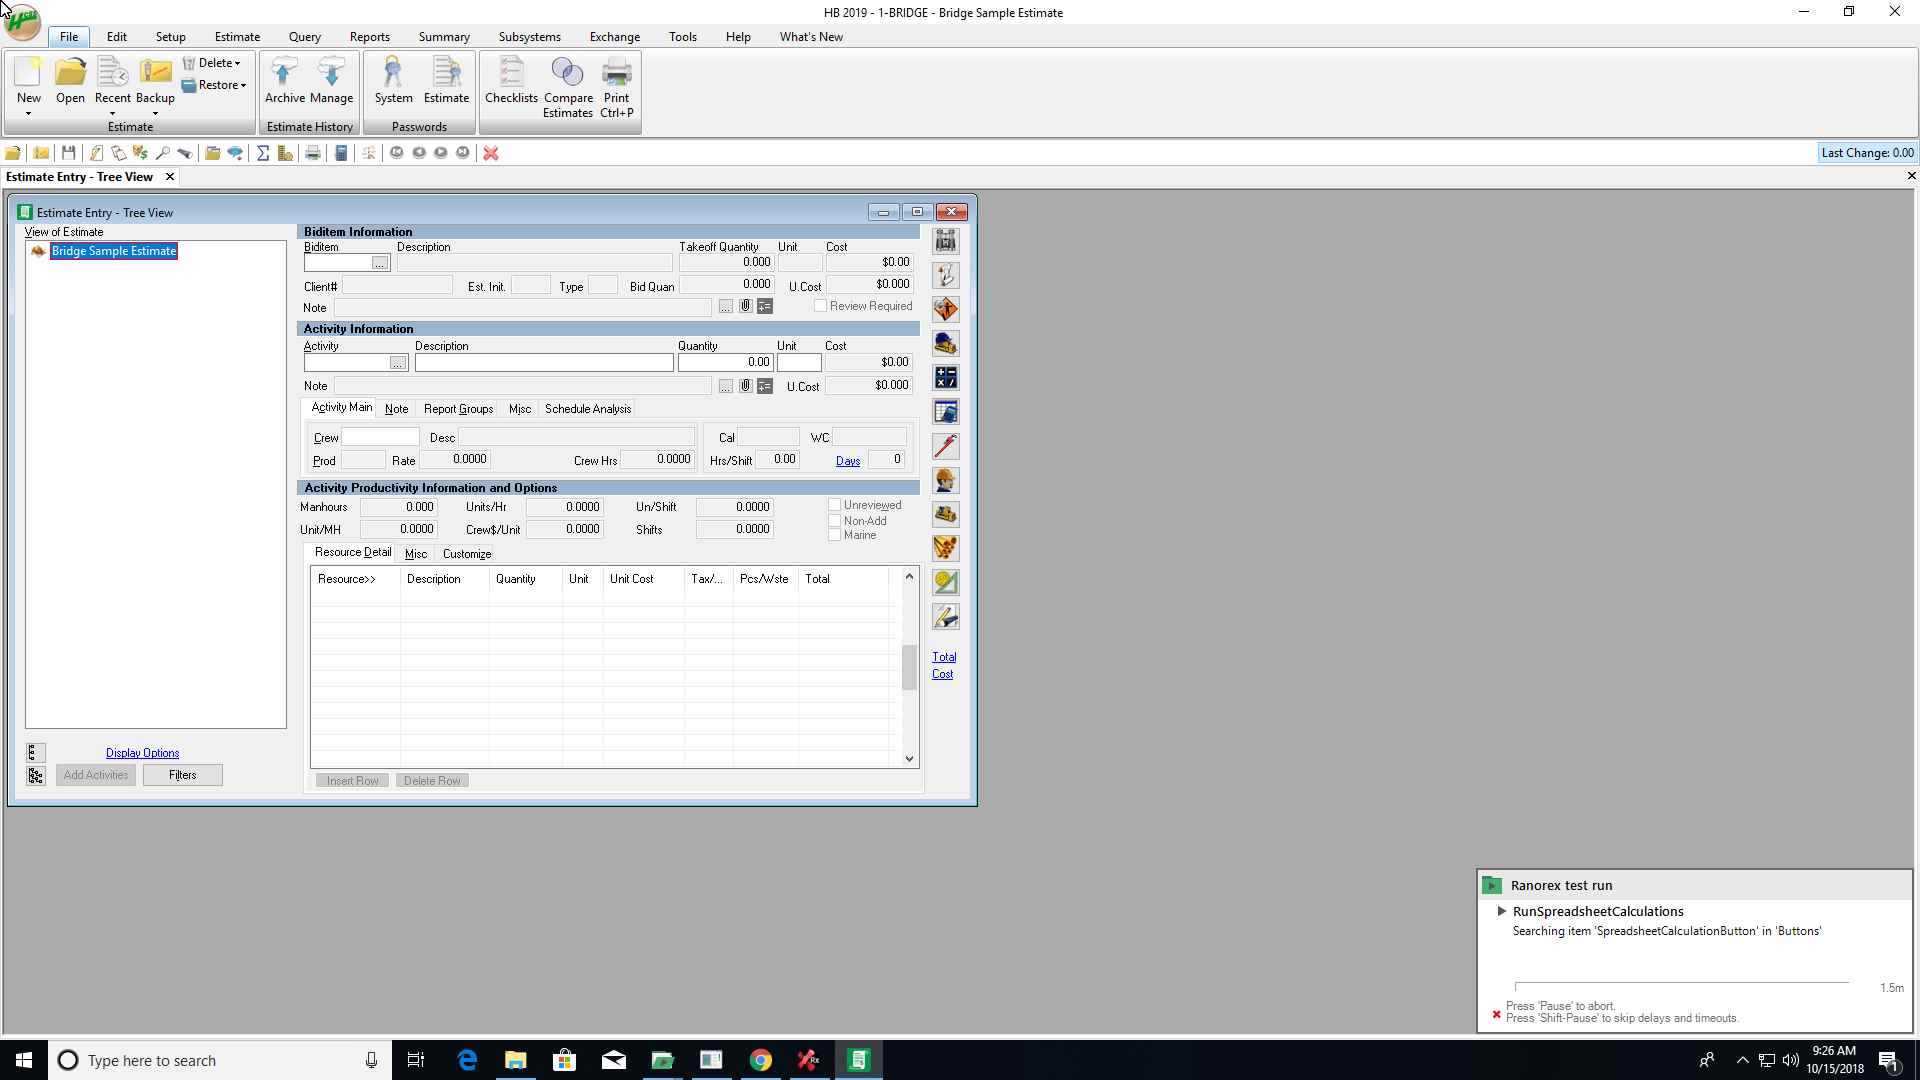 HB 2019 - 1-BRIDGE - Bridge Sample Estimate
File Edit Setup Estimate Query Reports Summary Subsystems Exchange Tools Help What's New
New Open Recent Backup Delete Restore
Archive Manage
System Estimate
Checklists Compare Estimates Print Ctrl+P
Estimate Estimate History Passwords
Last Change: 0.00
Estimate Entry - Tree View
Estimate Entry - Tree View
View of Estimate
Bridge Sample Estimate
Display Options
Add Activities Filters
Biditem Information
Biditem Description Takeoff Quantity Unit Cost
... 0.000 $0.00
Client# Est. Init. Type Bid Quan 0.000 U.Cost $0.000
Note ... Review Required
Activity Information
Activity Description Quantity Unit Cost
... 0.00 $0.00
Note ... U.Cost $0.000
Activity Main Note Report Groups Misc Schedule Analysis
Crew Desc Cal WC
Prod Rate 0.0000 Crew Hrs 0.0000 Hrs/Shift 0.00 Days 0
Activity Productivity Information and Options
Manhours 0.000 Units/Hr 0.0000 Un/Shift 0.0000 Unreviewed
Non-Add
Unit/MH 0.0000 Crew$/Unit 0.0000 Shifts 0.0000 Marine
Resource Detail Misc Customize
Resource>> Description Quantity Unit Unit Cost Tax/... Pcs/Wste Total
Insert Row Delete Row
Total
Cost
Ranorex test run
RunSpreadsheetCalculations
Searching item 'SpreadsheetCalculationButton' in 'Buttons'
1.5m
Press 'Pause' to abort.
Press 'Shift-Pause' to skip delays and timeouts.
Type here to search
9:26 AM
10/15/2018
1